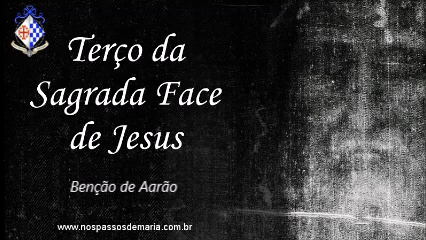 Terço da
Sagrada Face
de Jesus
Benção de Aarão
www.nospassosdemaria.com.br